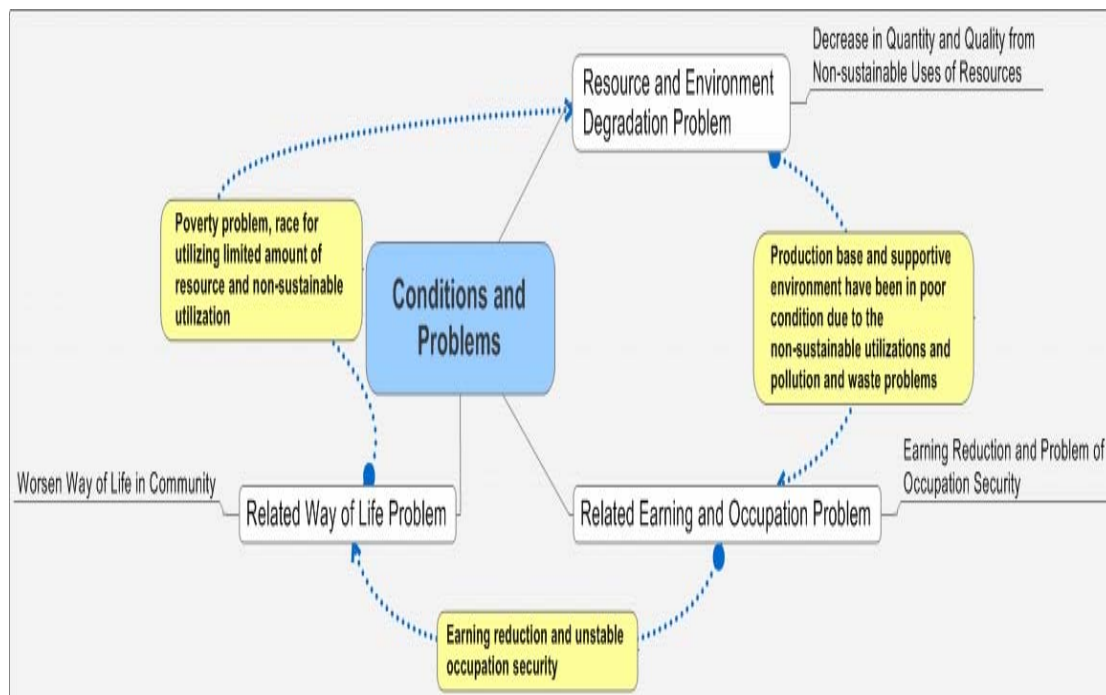 Decrease in Quantity and Quality from
Non-sustainable Uses of Resources
Resource and Environment
Degradation Problem
Poverty problem, race for
utilizing limited amount of
resource and non-sustainable
utilization
Conditions and
Problems
Production base and supportive
environment have been in poor
condition due to the
non-sustainable utilizations and
pollution and waste problems
Worsen Way of Life in Community
Related Way of Life Problem
Related Earning and Occupation Problem
Earning Reduction and Problem of
Occupation Security
Earning reduction and unstable
occupation security